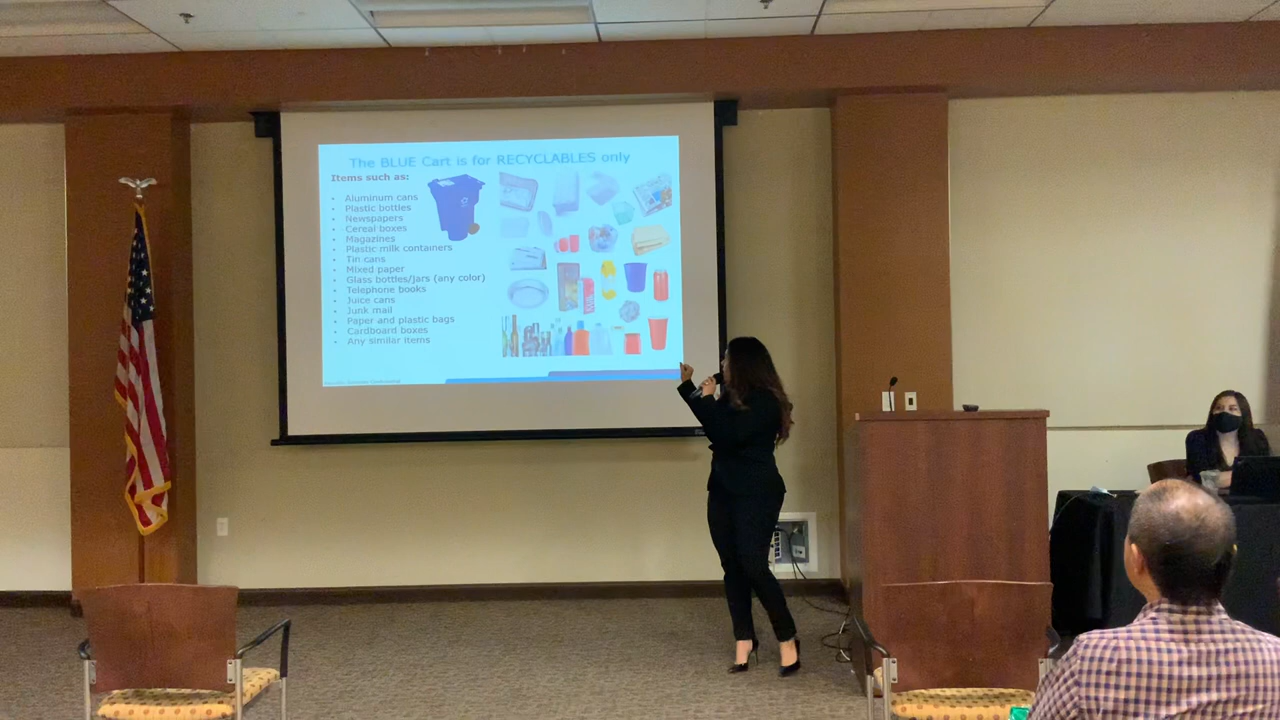 The BLUE Cart is for RECYCLABLES only
Items such as:
• Aluminum cans
• Plastic bottles
• Newspapers
• Cereal boxes
• Magazines
• Plastic milk containers
• Tin cans
• Mixed paper
• Glass bottles/jars (any color)
• Telephone books
• Juice cans
• Junk mail
• Paper and plastic bags
• Cardboard boxes
• Any similar items